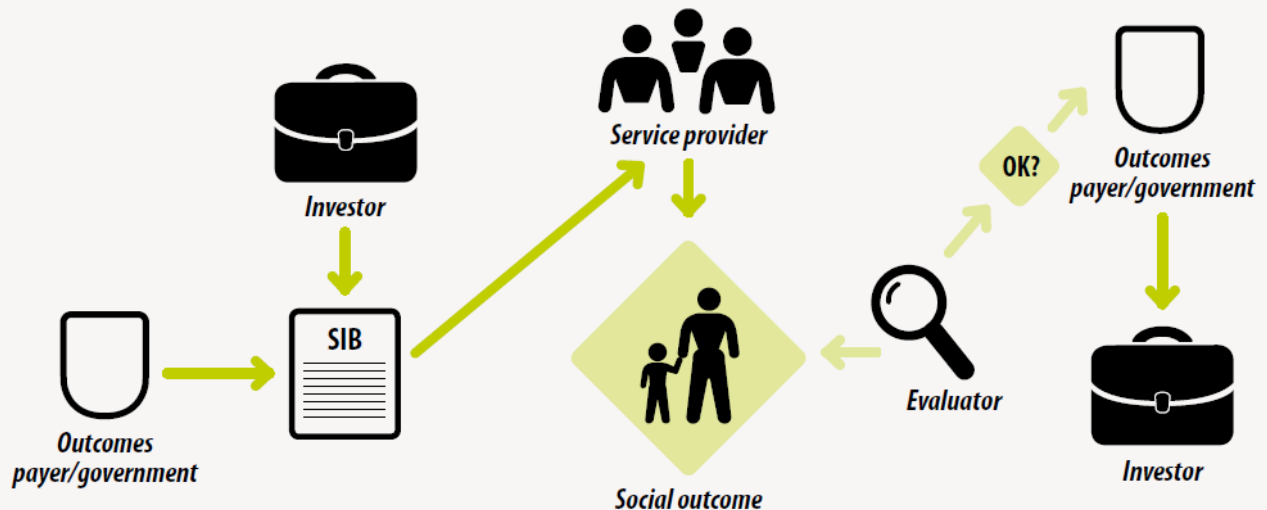 Investor
SIB
Outcomes
payer/government
Service provider
Social outcome
Evaluator
OK?
Outcomes
payer/government
Investor